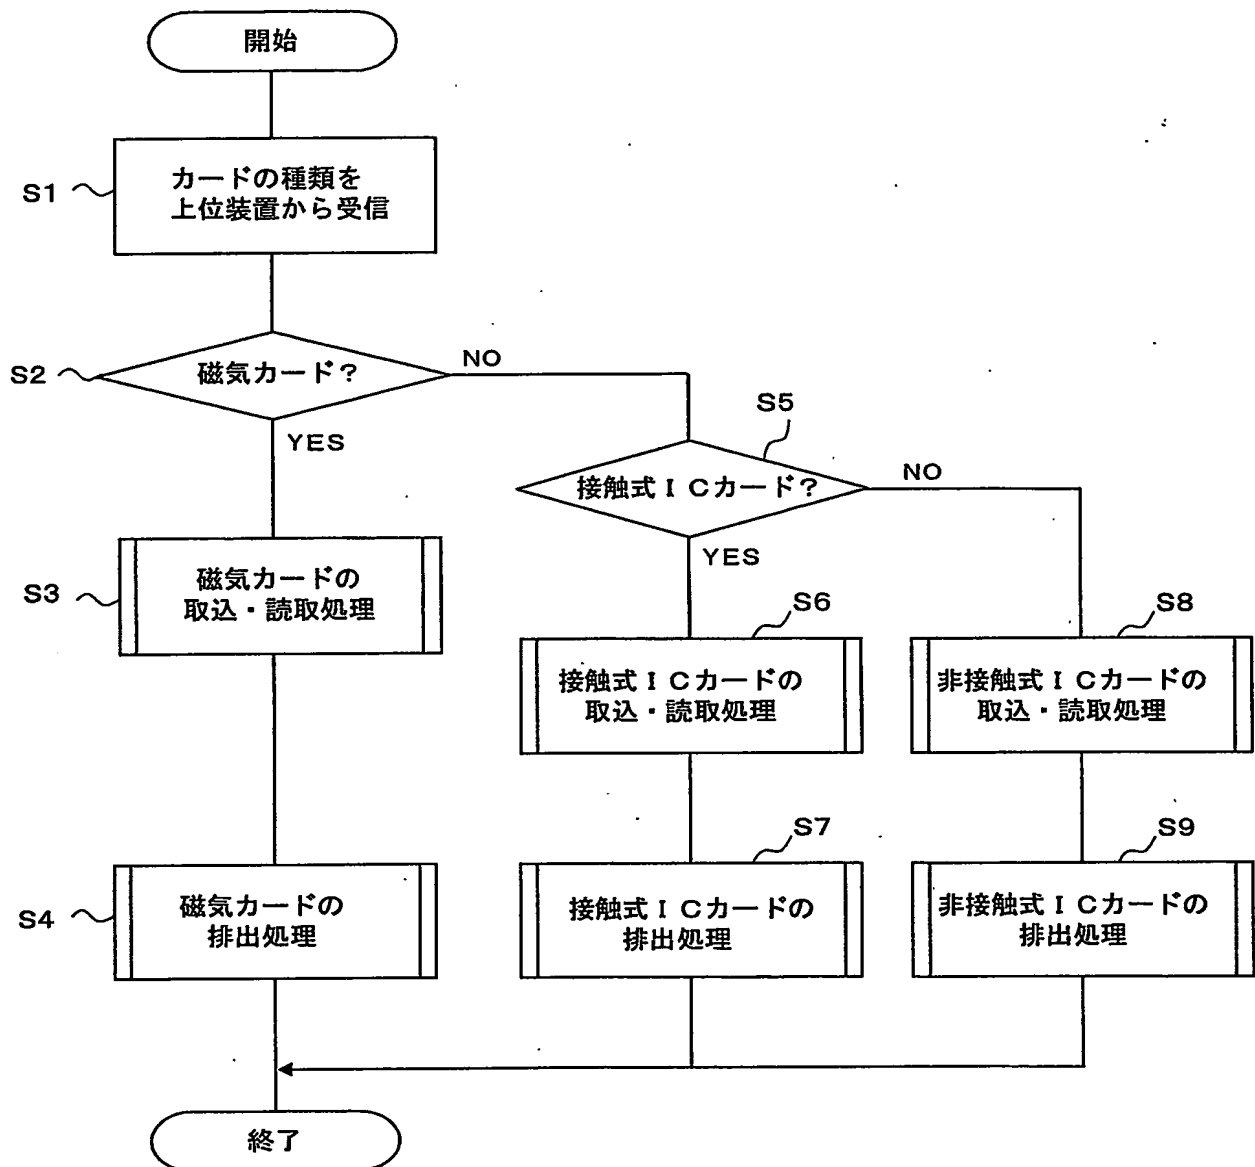 開始
S1
カードの種類を
上位装置から受信
S2
磁気カード?
NO
YES
S5
接触式ICカード?
NO
YES
S3
磁気カードの
取込・読取処理
S6
接触式ICカードの
取込・読取処理
S8
非接触式ICカードの
取込・読取処理
S4
磁気カードの
排出処理
S7
接触式ICカードの
排出処理
S9
非接触式ICカードの
排出処理
終了